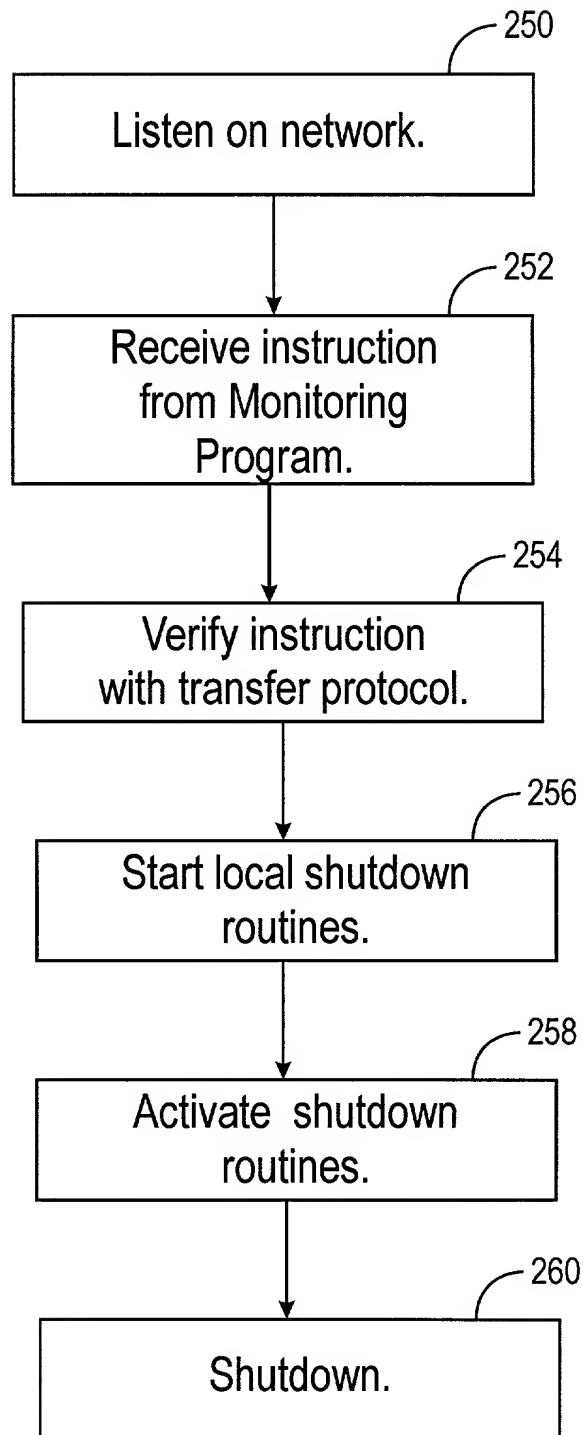 250
Listen on network.
252
Receive instruction
from Monitoring
Program.
254
Verify instruction
with transfer protocol.
256
Start local shutdown
routines.
258
Activate shutdown
routines.
260
Shutdown.